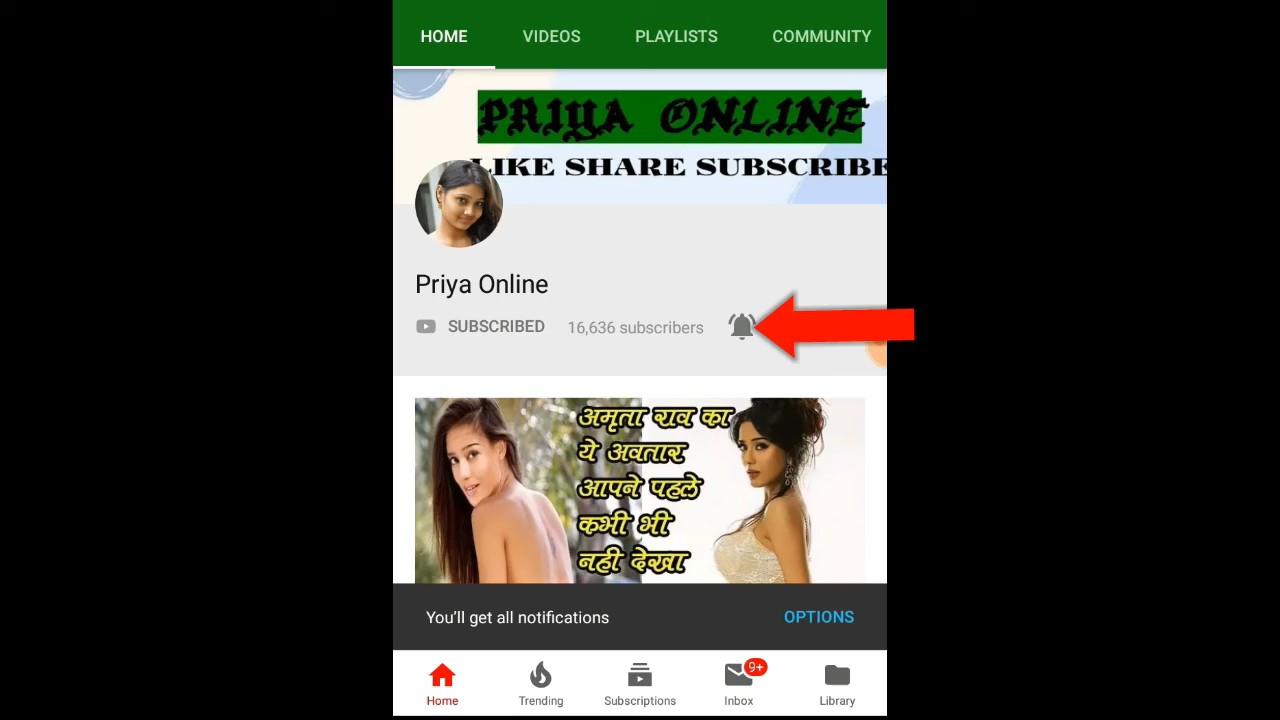 HOME VIDEOS PLAYLISTS COMMUNITY
PRIYA ONLINE
LIKE SHARE SUBSCRIBE
Priya Online
SUBSCRIBED 16,636 subscribers
अमृता राव का
ये अवतार
आपने पहले
कभी भी
नही देखा
You'll get all notifications OPTIONS
9+
Home Trending Subscriptions Inbox Library